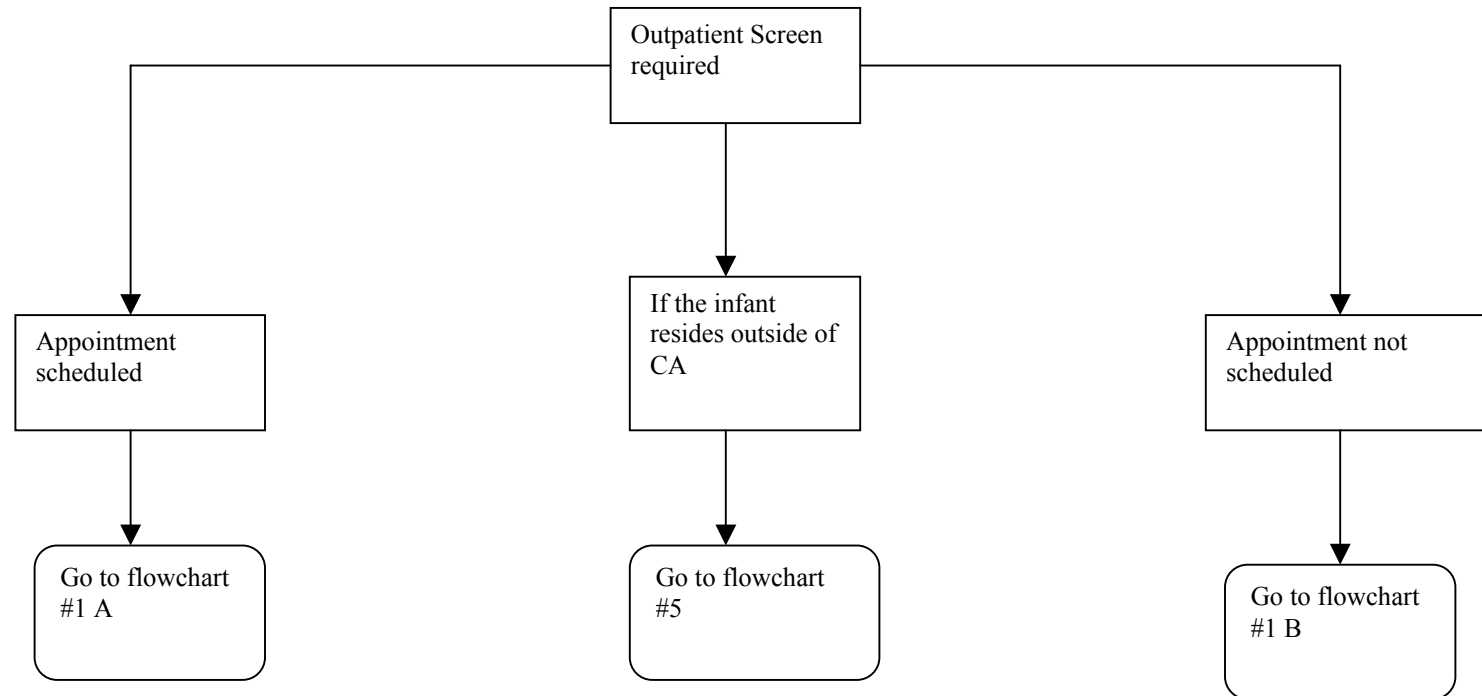 Outpatient Screen
required
Appointment
scheduled
If the infant
resides outside of
CA
Appointment not
scheduled
Go to flowchart
#1 A
Go to flowchart
#5
Go to flowchart
#1 B